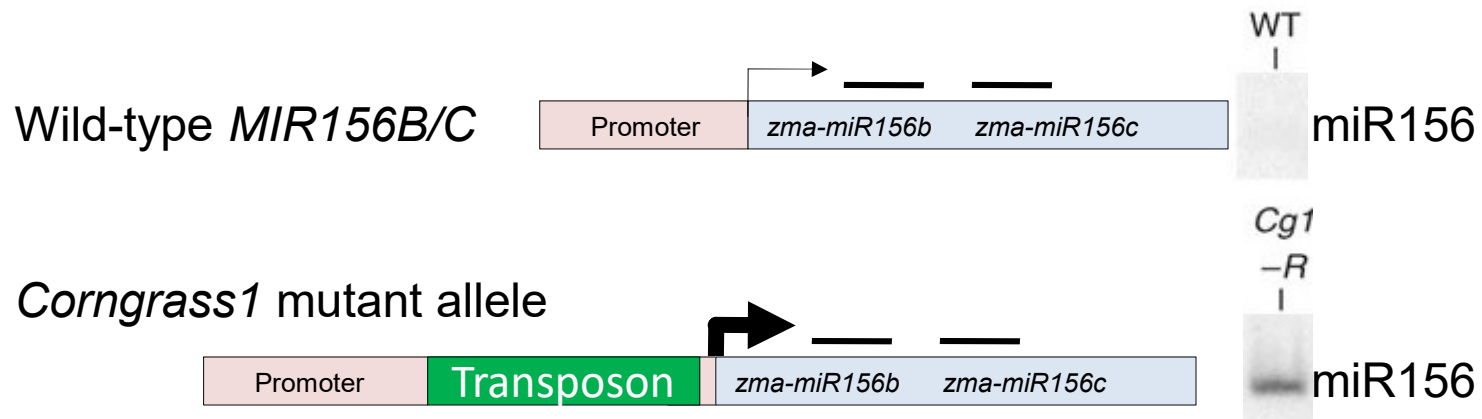 WT
Wild-type MIR156B/C
Promoter
zma-miR156b
zma-miR156c
miR156
Cg1
–R
Corngrass1 mutant allele
Promoter
Transposon
zma-miR156b
zma-miR156c
miR156